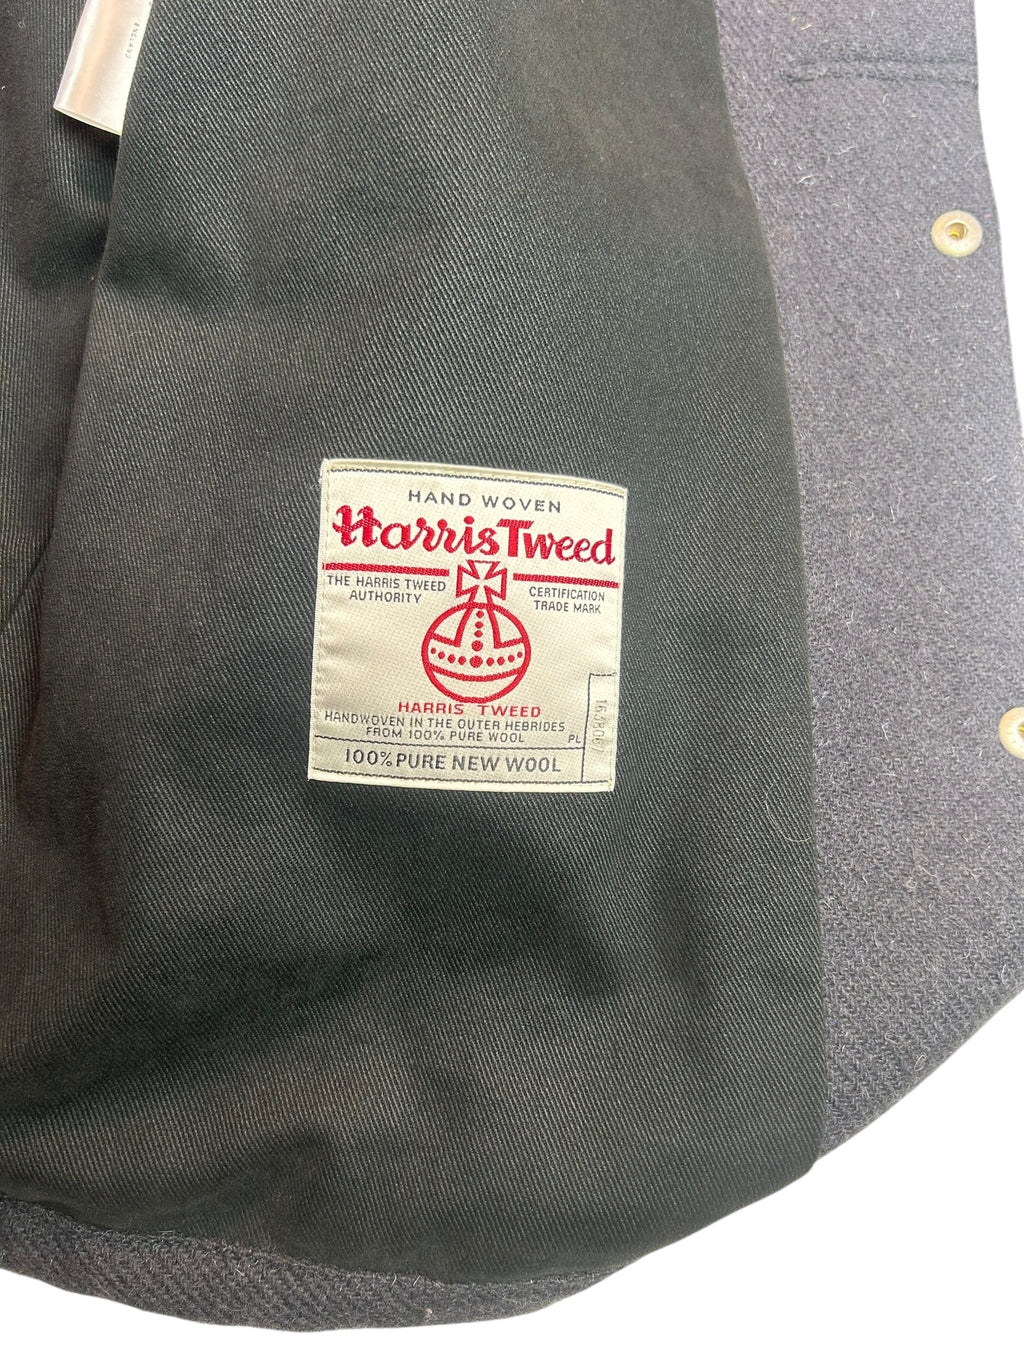 ENGLAND
HAND WOVEN
Harris Tweed
THE HARRIS TWEED AUTHORITY
CERTIFICATION TRADE MARK
HARRIS TWEED
HANDWOVEN IN THE OUTER HEBRIDES
FROM 100% PURE WOOL
PL
100% PURE NEW WOOL